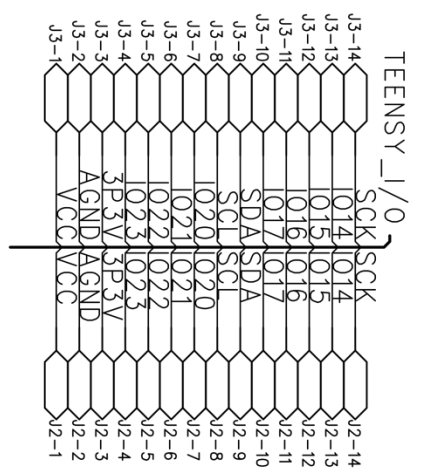 TEENSY_I/O
J3-1 VCC VCC J2-1
J3-2 AGND AGND J2-2
J3-3 3P3V 3P3V J2-3
J3-4 IO23 IO23 J2-4
J3-5 IO22 IO22 J2-5
J3-6 IO21 IO21 J2-6
J3-7 IO20 IO20 J2-7
J3-8 SCL SCL J2-8
J3-9 SDA SDA J2-9
J3-10 IO17 IO17 J2-10
J3-11 IO16 IO16 J2-11
J3-12 IO15 IO15 J2-12
J3-13 IO14 IO14 J2-13
J3-14 SCK SCK J2-14